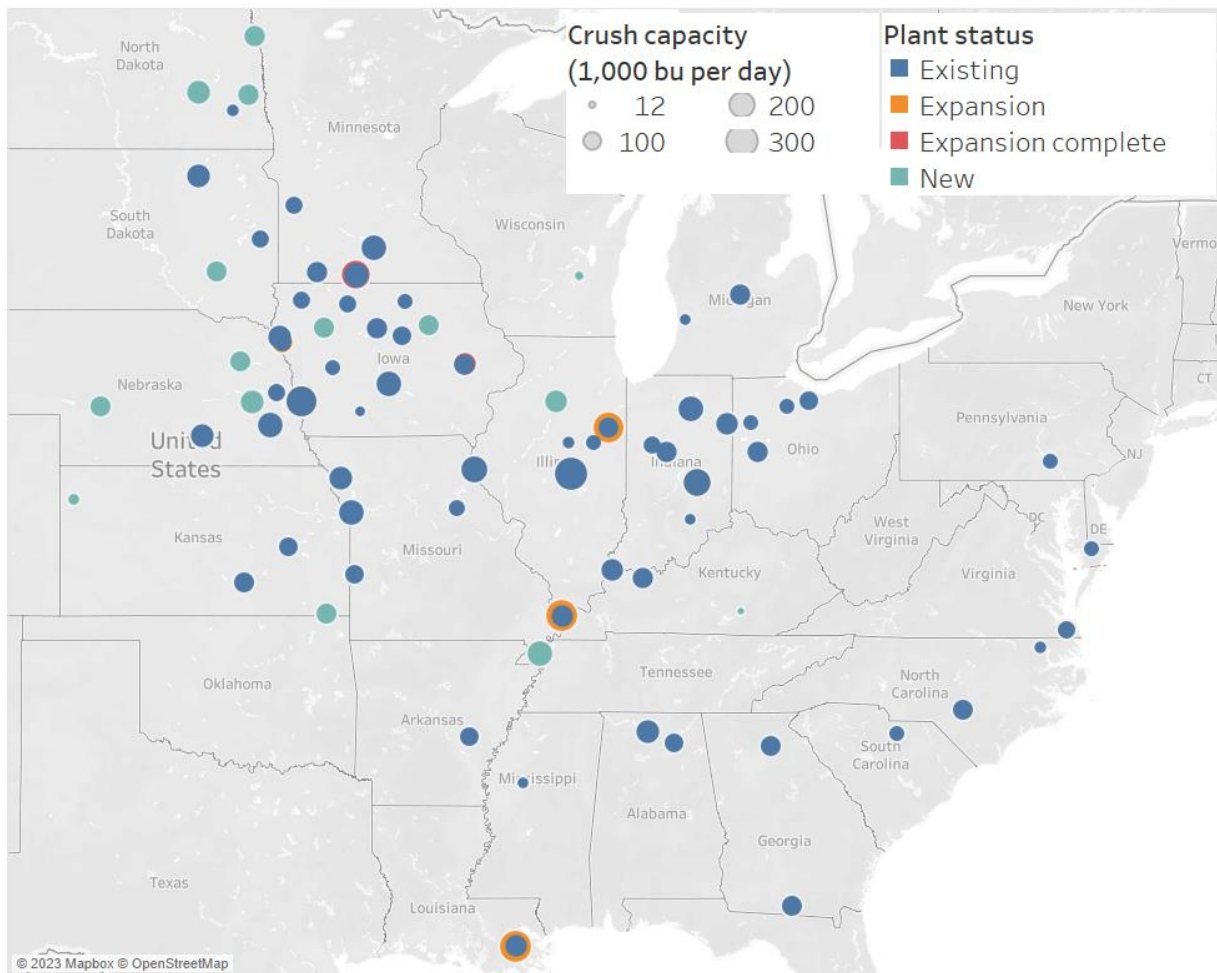 Crush capacity
(1,000 bu per day)
12
200
100
300
Plant status
Existing
Expansion
Expansion complete
New
North
Dakota
Minnesota
South
Dakota
Wisconsin
Vermo
Michigan
New York
Iowa
Nebraska
CT
Pennsylvania
United
States
Illin
Indiana
Ohio
NJ
Kansas
Missouri
West
Virginia
DC
DE
Kentucky
Virginia
Oklahoma
Tennessee
North
Carolina
Arkansas
South
Carolina
Mississippi
Alabama
Georgia
Texas
Louisiana
© 2023 Mapbox © OpenStreetMap